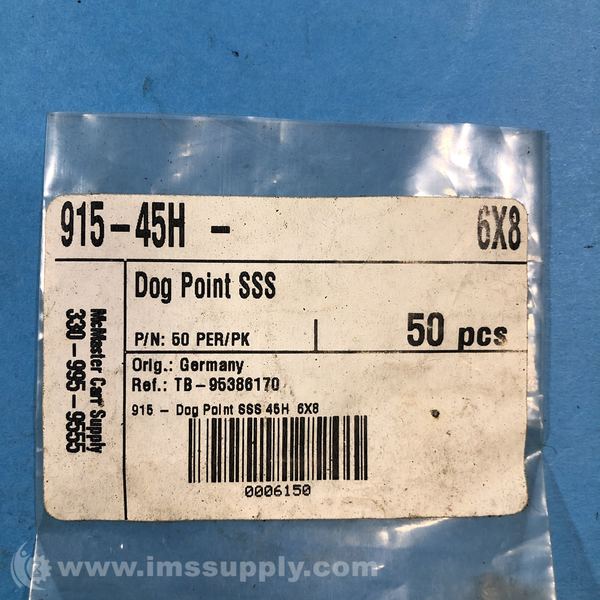 915-45H - 6X8
Dog Point SSS
P/N: 50 PER/PK 50 pcs
Orig.: Germany
Ref.: TB-95386170
915 - Dog Point SSS 45H 6X8
0006150
McMaster Carr Supply
330-995-9555
www.imssupply.com